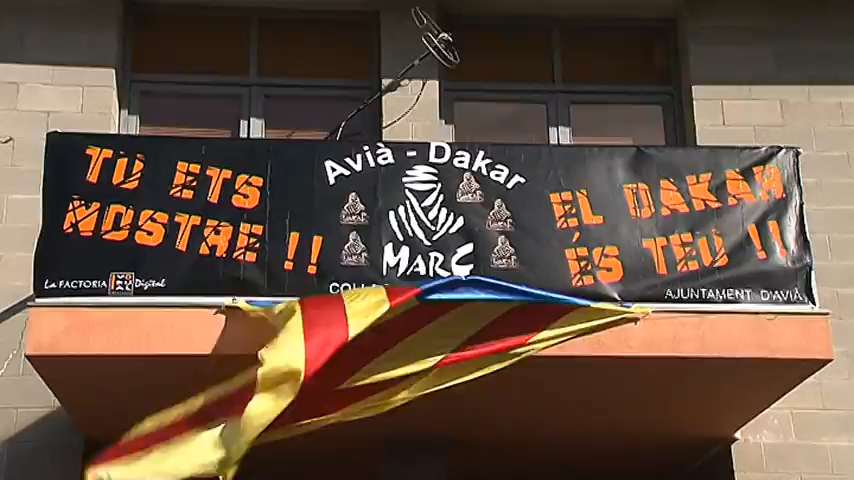 TU ETS
NOSTRE !!
Avià - Dakar
MARC
EL DAKAR
ÉS TEU !!
La FACTORIA Digital
AJUNTAMENT D'AVIÀ